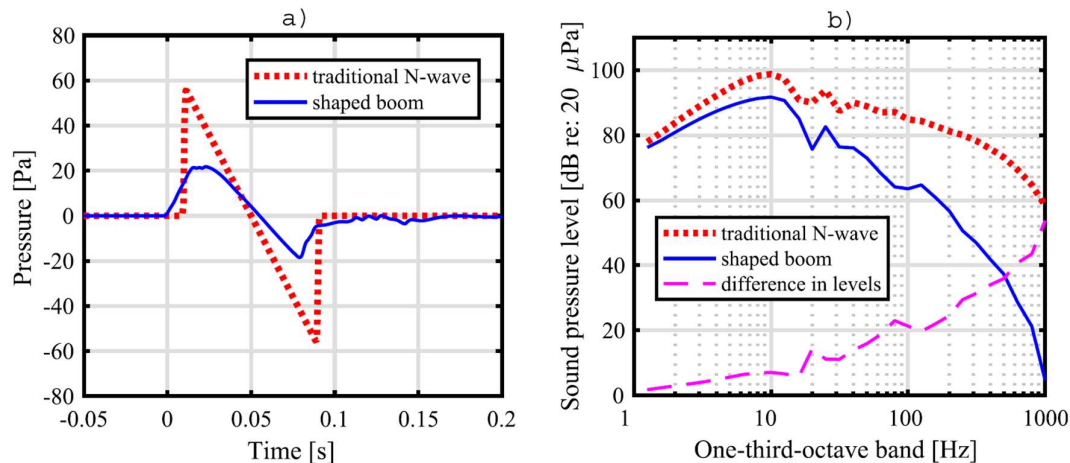 a)
80
60
40
20
0
-20
-40
-60
-80
Pressure [Pa]
traditional N-wave
shaped boom
-0.05
0
0.05
0.1
0.15
0.2
Time [s]
b)
100
80
60
40
20
0
Sound pressure level [dB re: 20 μPa]
traditional N-wave
shaped boom
difference in levels
1
10
100
1000
One-third-octave band [Hz]